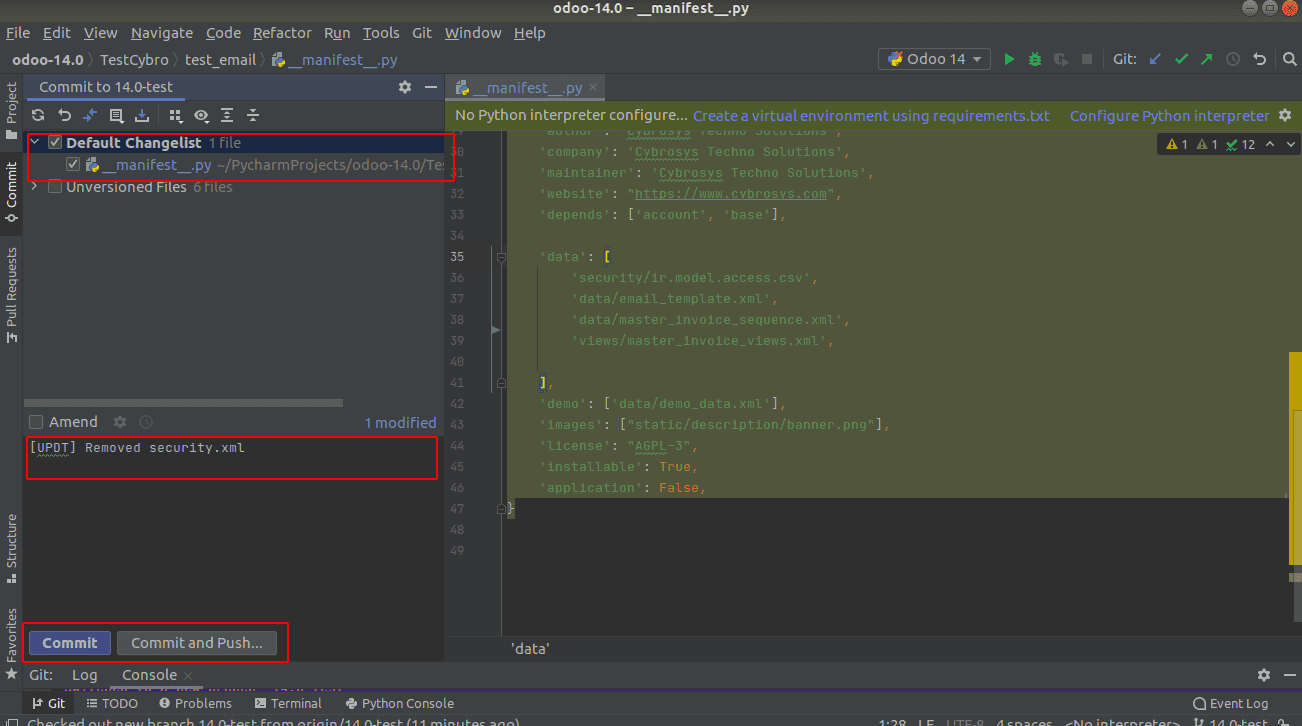 odoo-14.0 – __manifest__.py
File Edit View Navigate Code Refactor Run Tools Git Window Help
odoo-14.0 TestCybro test_email __manifest__.py Odoo 14 Git:
Project
Commit
Pull Requests
Structure
Favorites
Commit to 14.0-test
__manifest__.py
No Python interpreter configure... Create a virtual environment using requirements.txt Configure Python interpreter
Default Changelist 1 file
__manifest__.py ~/PycharmProjects/odoo-14.0/Tes
Unversioned Files 6 files
1 1 12
29 'author': 'Cybrosys Techno Solutions',
30 'company': 'Cybrosys Techno Solutions',
31 'maintainer': 'Cybrosys Techno Solutions',
32 'website': "https://www.cybrosys.com",
33 'depends': ['account', 'base'],
34
35 'data': [
36 'security/ir.model.access.csv',
37 'data/email_template.xml',
38 'data/master_invoice_sequence.xml',
39 'views/master_invoice_views.xml',
40
41 ],
42 'demo': ['data/demo_data.xml'],
43 'images': ["static/description/banner.png"],
44 'license': "AGPL-3",
45 'installable': True,
46 'application': False,
47 }
48
49
Amend 1 modified
[UPDT] Removed security.xml
Commit Commit and Push...
'data'
Git: Log Console
Git TODO Problems Terminal Python Console Event Log
Checked out new branch 14.0-test from origin/14.0-test (11 minutes ago) 1:28 LF UTF-8 4 spaces <No interpreter> 14.0-test